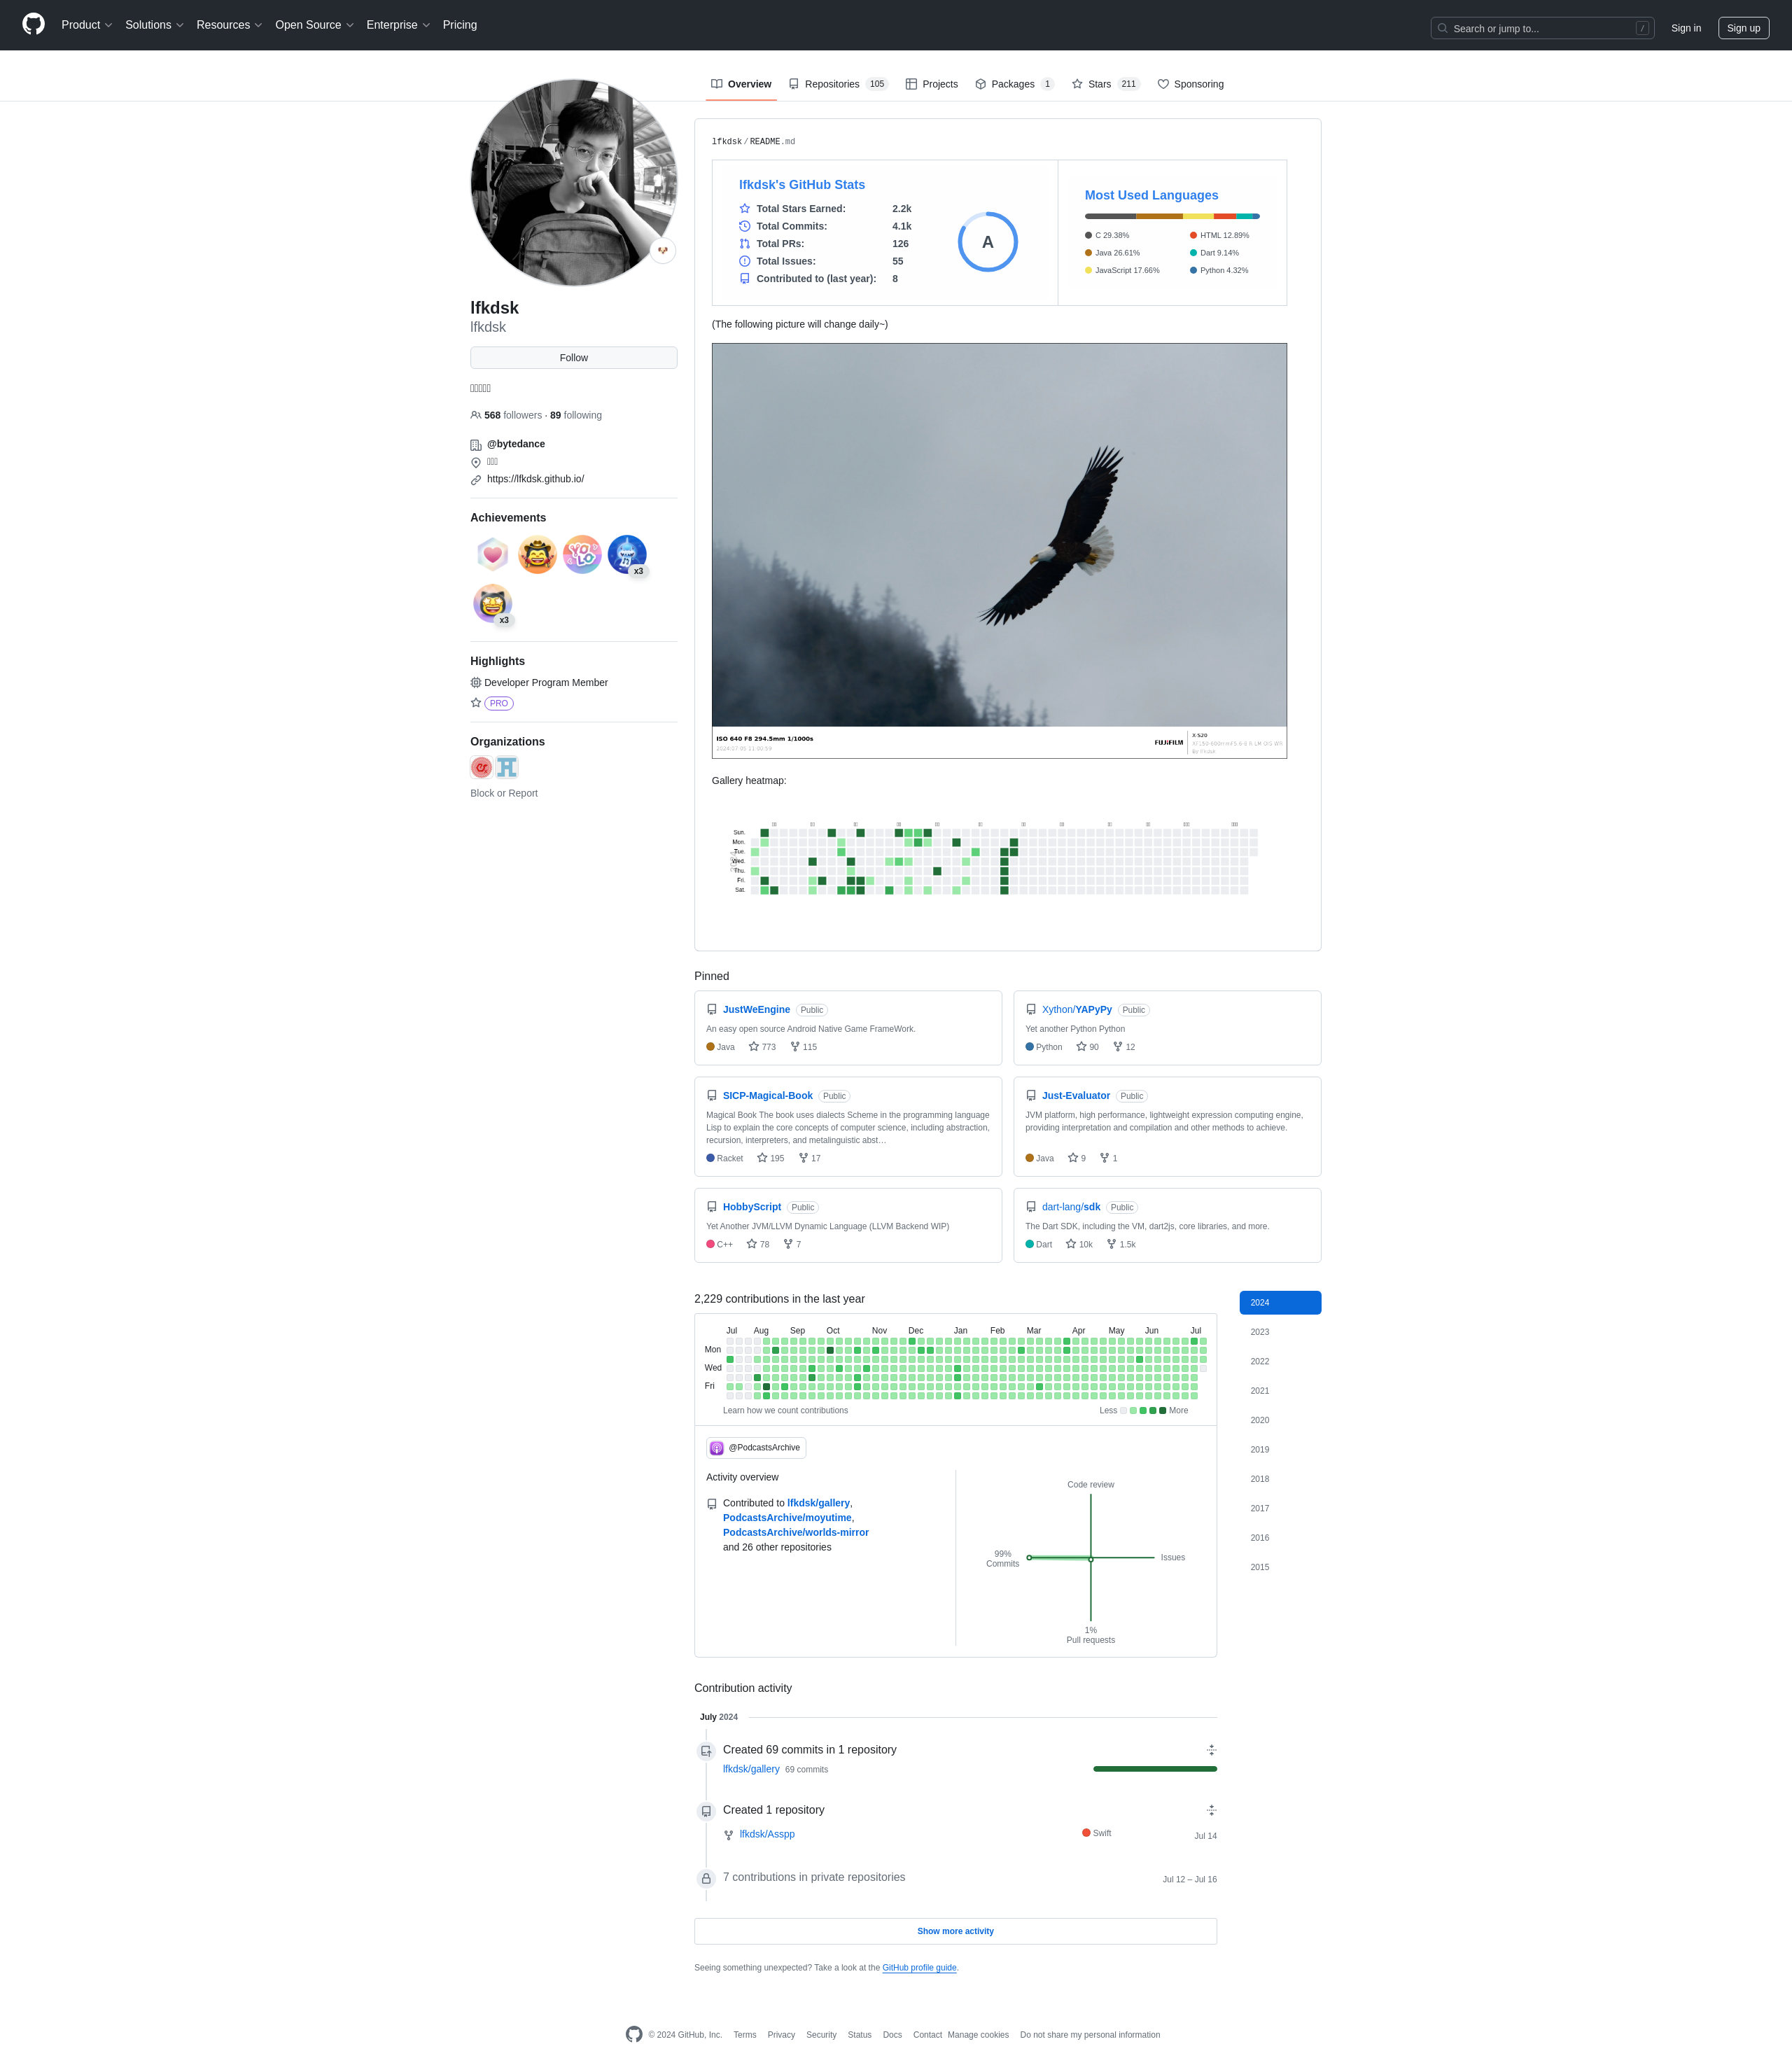 Product Solutions Resources Open Source Enterprise Pricing
Search or jump to... /
Sign in
Sign up
Overview
Repositories 105
Projects
Packages 1
Stars 211
Sponsoring
lfkdsk
lfkdsk
Follow
568 followers · 89 following
@bytedance
https://lfkdsk.github.io/
Achievements
YOLO
x3
x3
Highlights
Developer Program Member
PRO
Organizations
Block or Report
lfkdsk/README.md
lfkdsk's GitHub Stats
Total Stars Earned: 2.2k
Total Commits: 4.1k
Total PRs: 126
Total Issues: 55
Contributed to (last year): 8
A
Most Used Languages
C 29.38%
Java 26.61%
JavaScript 17.66%
HTML 12.89%
Dart 9.14%
Python 4.32%
(The following picture will change daily~)
ISO 640 F8 294.5mm 1/1000s
FUJIFILM
X-S20
Gallery heatmap:
Sun.
Mon.
Tue.
Wed.
Thu.
Fri.
Sat.
Pinned
JustWeEngine Public
An easy open source Android Native Game FrameWork.
Java 773 115
Xython/YAPyPy Public
Yet another Python Python
Python 90 12
SICP-Magical-Book Public
Magical Book The book uses dialects Scheme in the programming language
Lisp to explain the core concepts of computer science, including abstraction,
recursion, interpreters, and metalinguistic abst…
Racket 195 17
Just-Evaluator Public
JVM platform, high performance, lightweight expression computing engine,
providing interpretation and compilation and other methods to achieve.
Java 9 1
HobbyScript Public
Yet Another JVM/LLVM Dynamic Language (LLVM Backend WIP)
C++ 78 7
dart-lang/sdk Public
The Dart SDK, including the VM, dart2js, core libraries, and more.
Dart 10k 1.5k
2,229 contributions in the last year
Jul Aug Sep Oct Nov Dec Jan Feb Mar Apr May Jun Jul
Mon
Wed
Fri
Learn how we count contributions
Less More
2024
2023
2022
2021
2020
2019
2018
2017
2016
2015
@PodcastsArchive
Activity overview
Contributed to lfkdsk/gallery,
PodcastsArchive/moyutime,
PodcastsArchive/worlds-mirror
and 26 other repositories
Code review
99%
Commits
Issues
1%
Pull requests
Contribution activity
July 2024
Created 69 commits in 1 repository
lfkdsk/gallery 69 commits
Created 1 repository
lfkdsk/Asspp Swift Jul 14
7 contributions in private repositories
Jul 12 – Jul 16
Show more activity
Seeing something unexpected? Take a look at the GitHub profile guide.
© 2024 GitHub, Inc. Terms Privacy Security Status Docs Contact Manage cookies Do not share my personal information